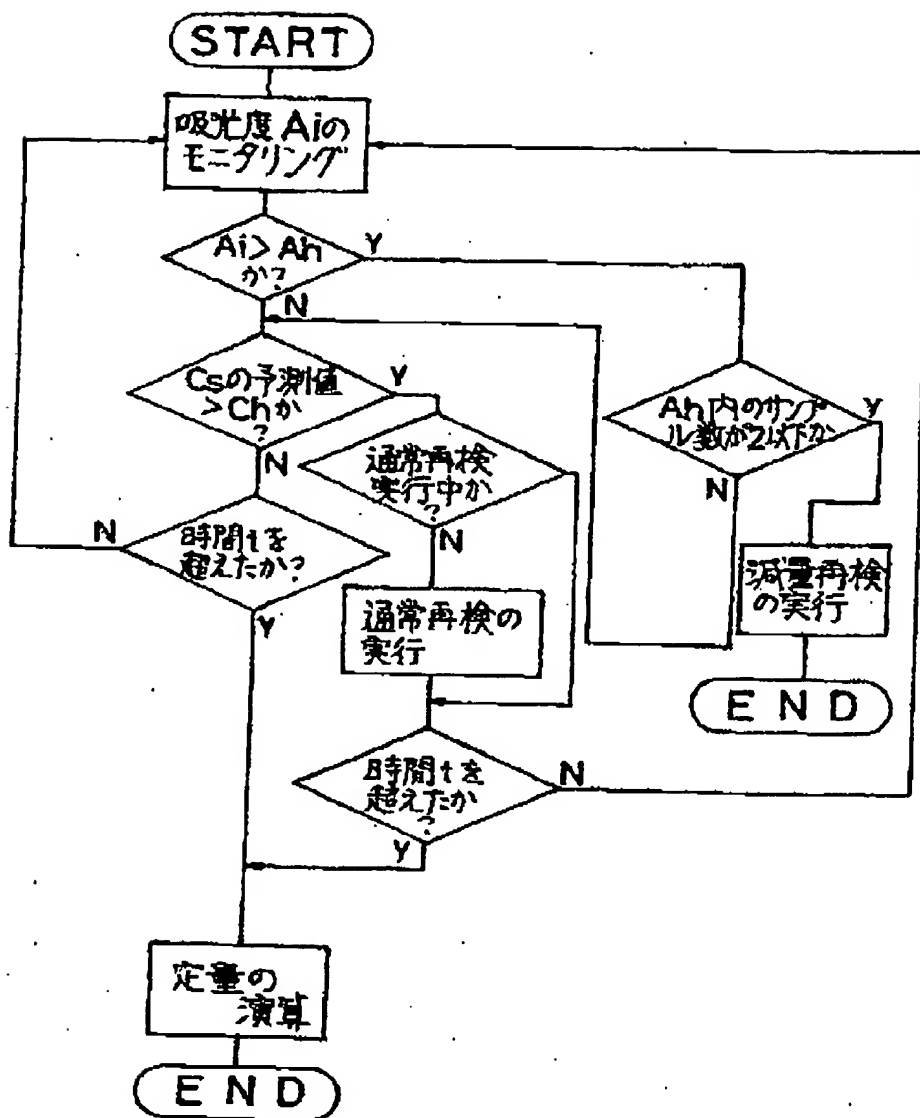 START
吸光度 Aiの
モニタリング
Ai > Ah
か?
Y
N
Csの予測値
> Chか
?
Y
N
Ah内のサンプ
ル数が2以下か
Y
N
通常再検
実行中か
?
N
時間tを
超えたか?
N
Y
減量再検
の実行
通常再検の
実行
END
時間tを
超えたか
?
N
Y
定量の
演算
END